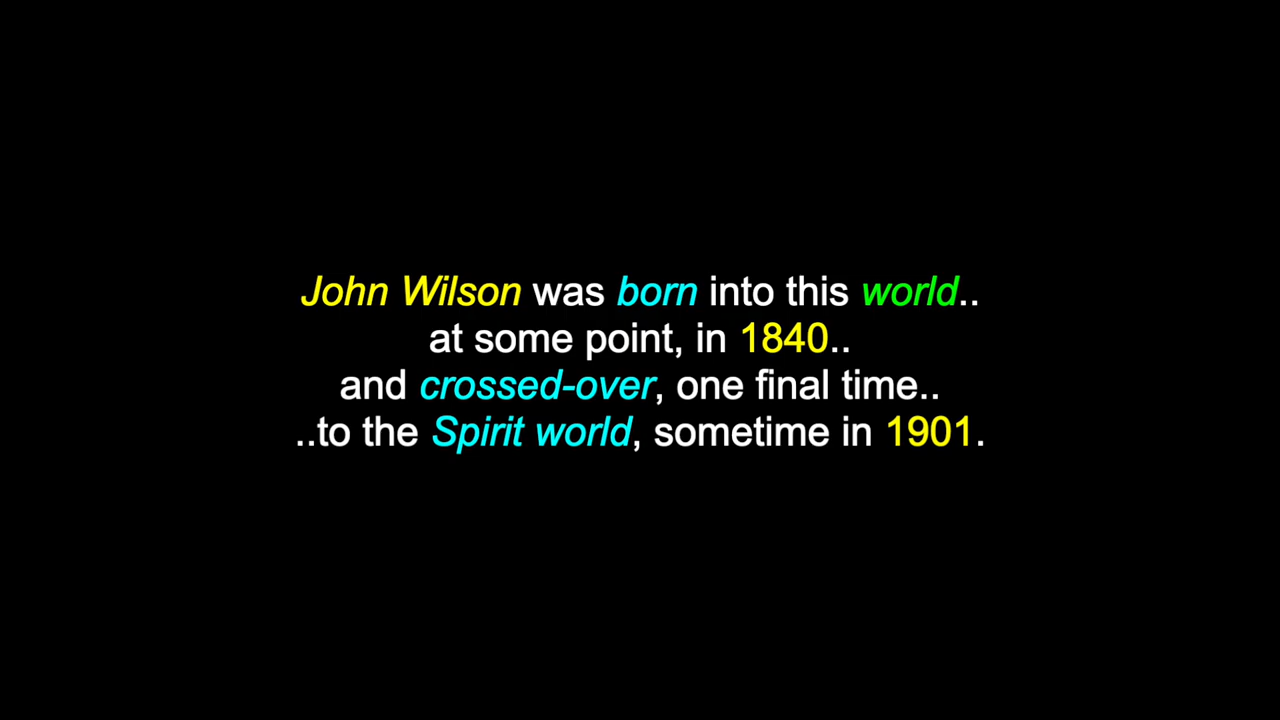 John Wilson was born into this world..
at some point, in 1840..
and crossed-over, one final time..
..to the Spirit world, sometime in 1901.